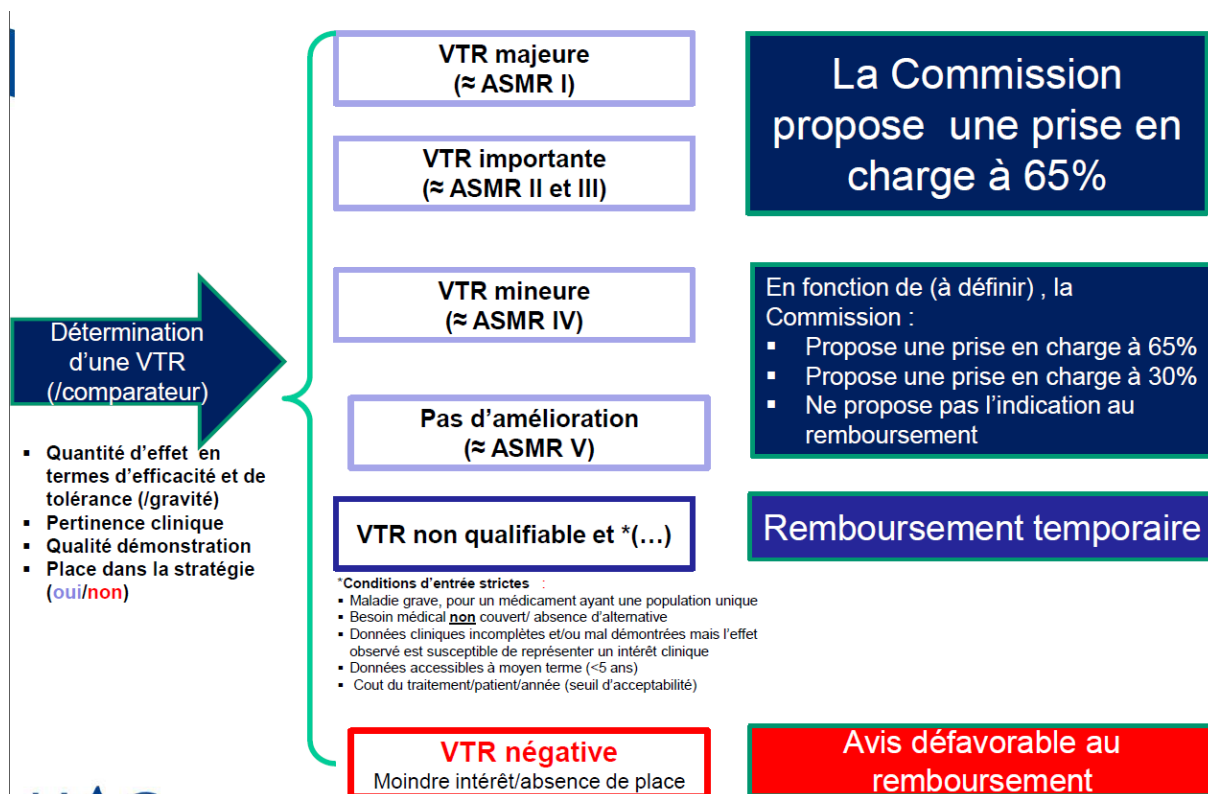 VTR majeure
(≈ ASMR I)
VTR importante
(≈ ASMR II et III)
La Commission
propose une prise en
charge à 65%
VTR mineure
(≈ ASMR IV)
Pas d’amélioration
(≈ ASMR V)
En fonction de (à définir) , la
Commission :
▪ Propose une prise en charge à 65%
▪ Propose une prise en charge à 30%
▪ Ne propose pas l’indication au
remboursement
Détermination
d’une VTR
(/comparateur)
▪ Quantité d’effet en
termes d’efficacité et de
tolérance (/gravité)
▪ Pertinence clinique
▪ Qualité démonstration
▪ Place dans la stratégie
(oui/non)
VTR non qualifiable et *(…)
Remboursement temporaire
*Conditions d’entrée strictes :
▪ Maladie grave, pour un médicament ayant une population unique
▪ Besoin médical non couvert/ absence d’alternative
▪ Données cliniques incomplètes et/ou mal démontrées mais l’effet
observé est susceptible de représenter un intérêt clinique
▪ Données accessibles à moyen terme (<5 ans)
▪ Cout du traitement/patient/année (seuil d’acceptabilité)
VTR négative
Moindre intérêt/absence de place
Avis défavorable au
remboursement